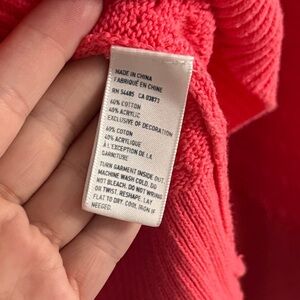 MADE IN CHINA
FABRIQUÉ EN CHINE
RN 54485 CA 03873
60% COTTON
40% ACRYLIC
EXCLUSIVE OF DECORATION
60% COTON
40% ACRYLIQUE
À L'EXCEPTION DE LA
GARNITURE
TURN GARMENT INSIDE OUT.
MACHINE WASH COLD. DO
NOT BLEACH. DO NOT WRING
OR TWIST. RESHAPE. LAY
FLAT TO DRY. COOL IRON IF
NEEDED.